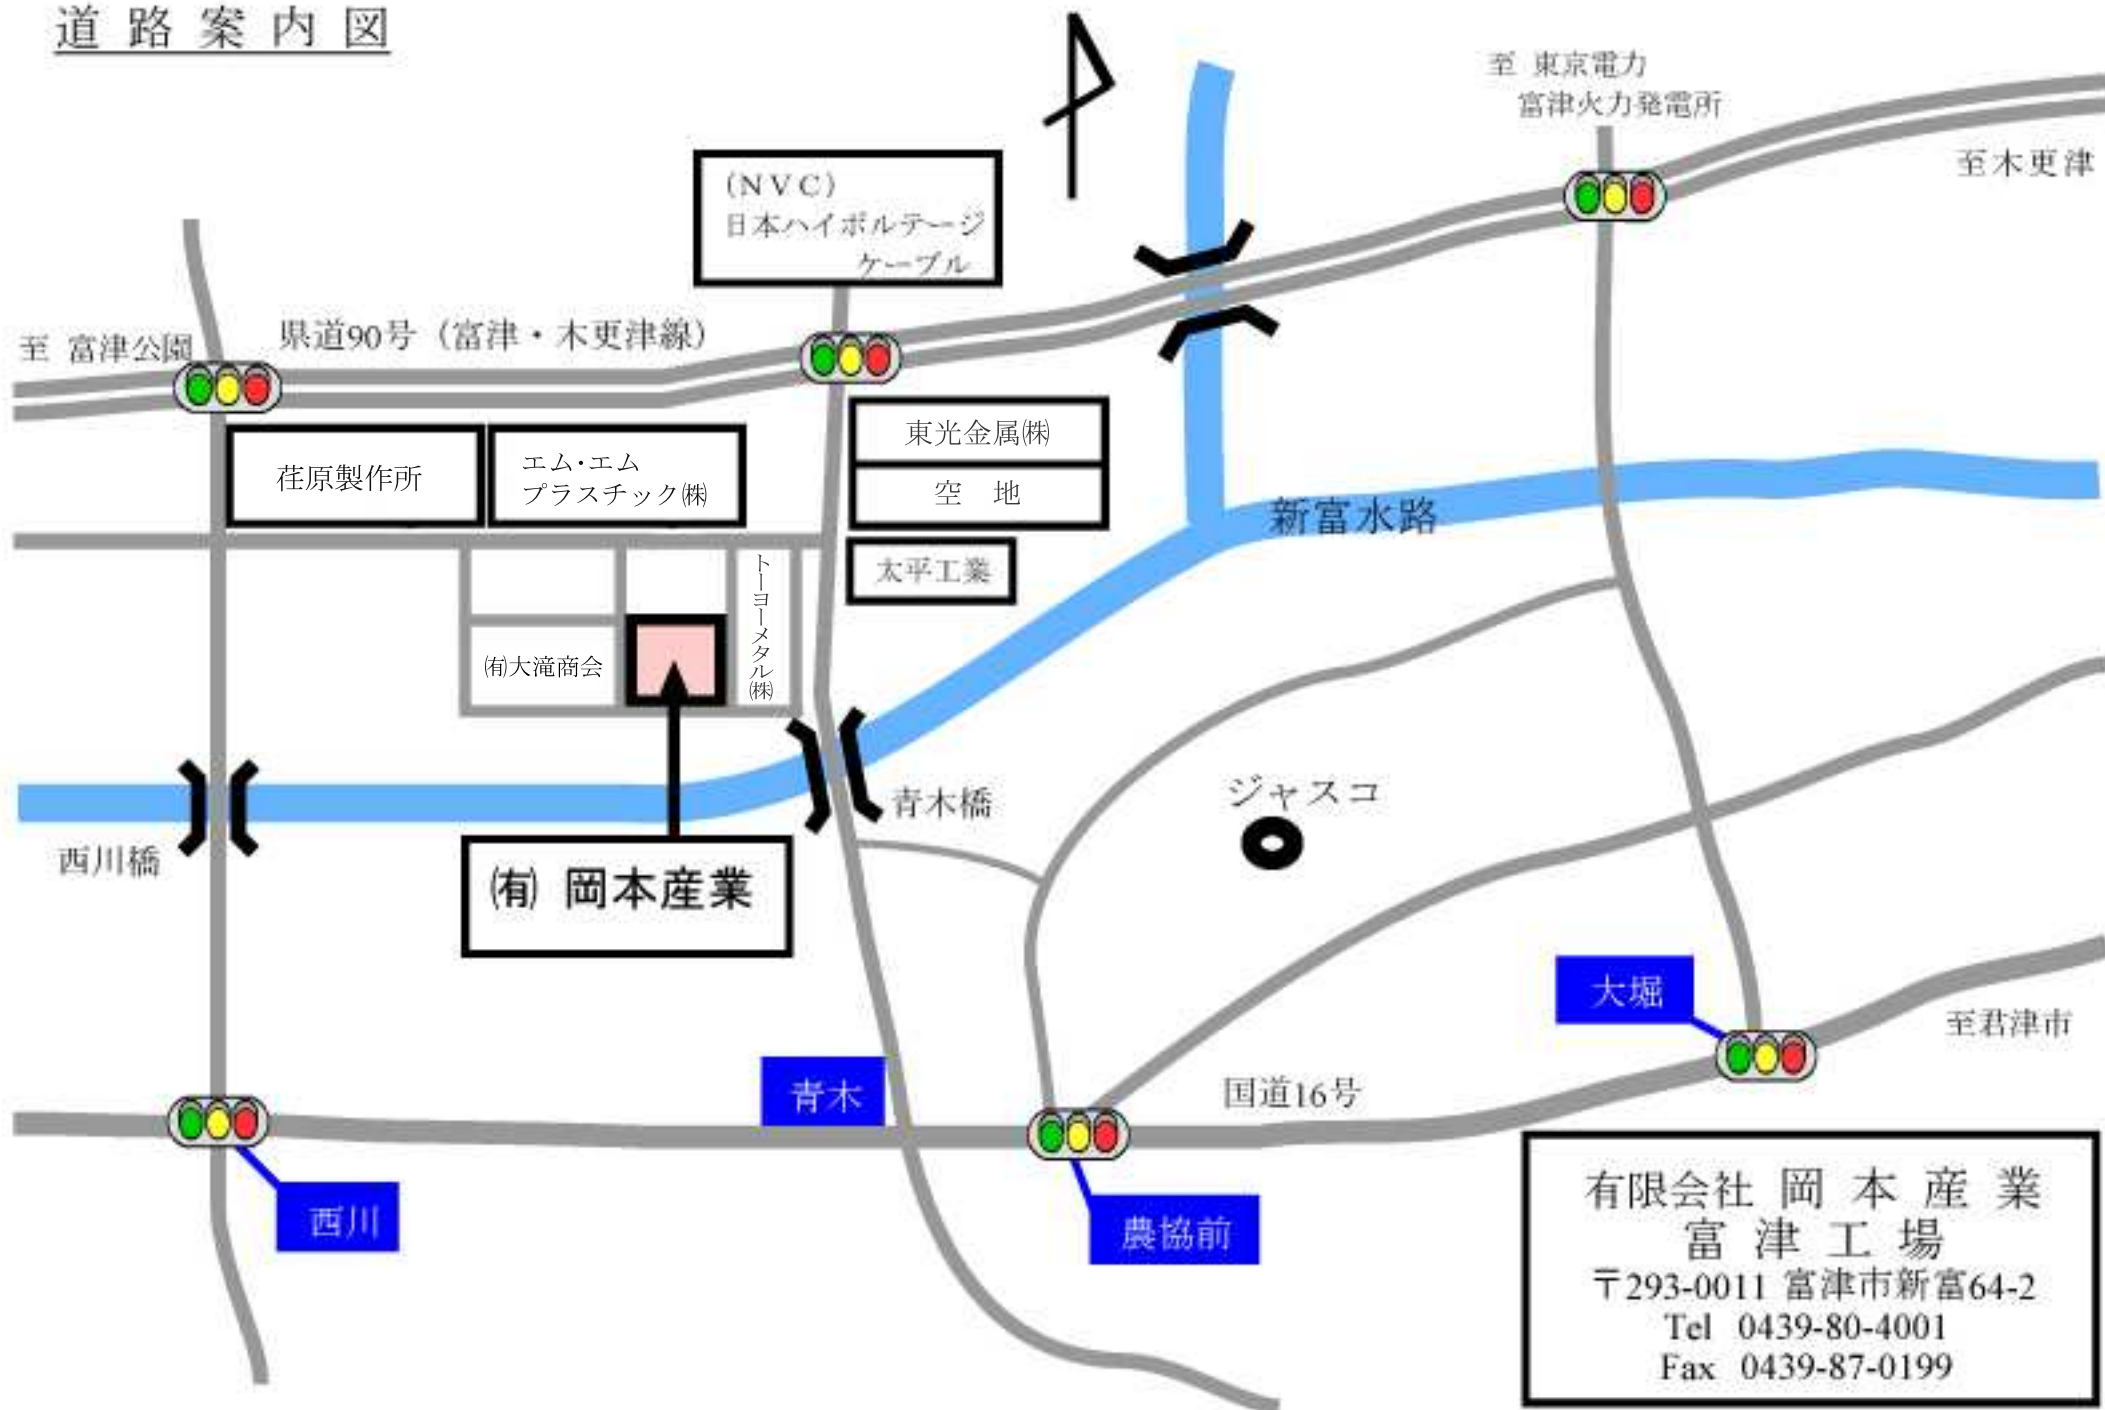 道路案内図
至 東京電力
富津火力発電所
至木更津
(NVC)
日本ハイボルテージ
ケーブル
至 富津公園
県道90号（富津・木更津線）
荏原製作所
エム・エム
プラスチック㈱
東光金属㈱
空 地
太平工業
新富水路
トーヨーメタル㈱
㈲大滝商会
青木橋
ジャスコ
西川橋
㈲ 岡本産業
大堀
至君津市
青木
国道16号
西川
農協前
有限会社 岡本産業
富津工場
〒293-0011 富津市新富64-2
Tel 0439-80-4001
Fax 0439-87-0199